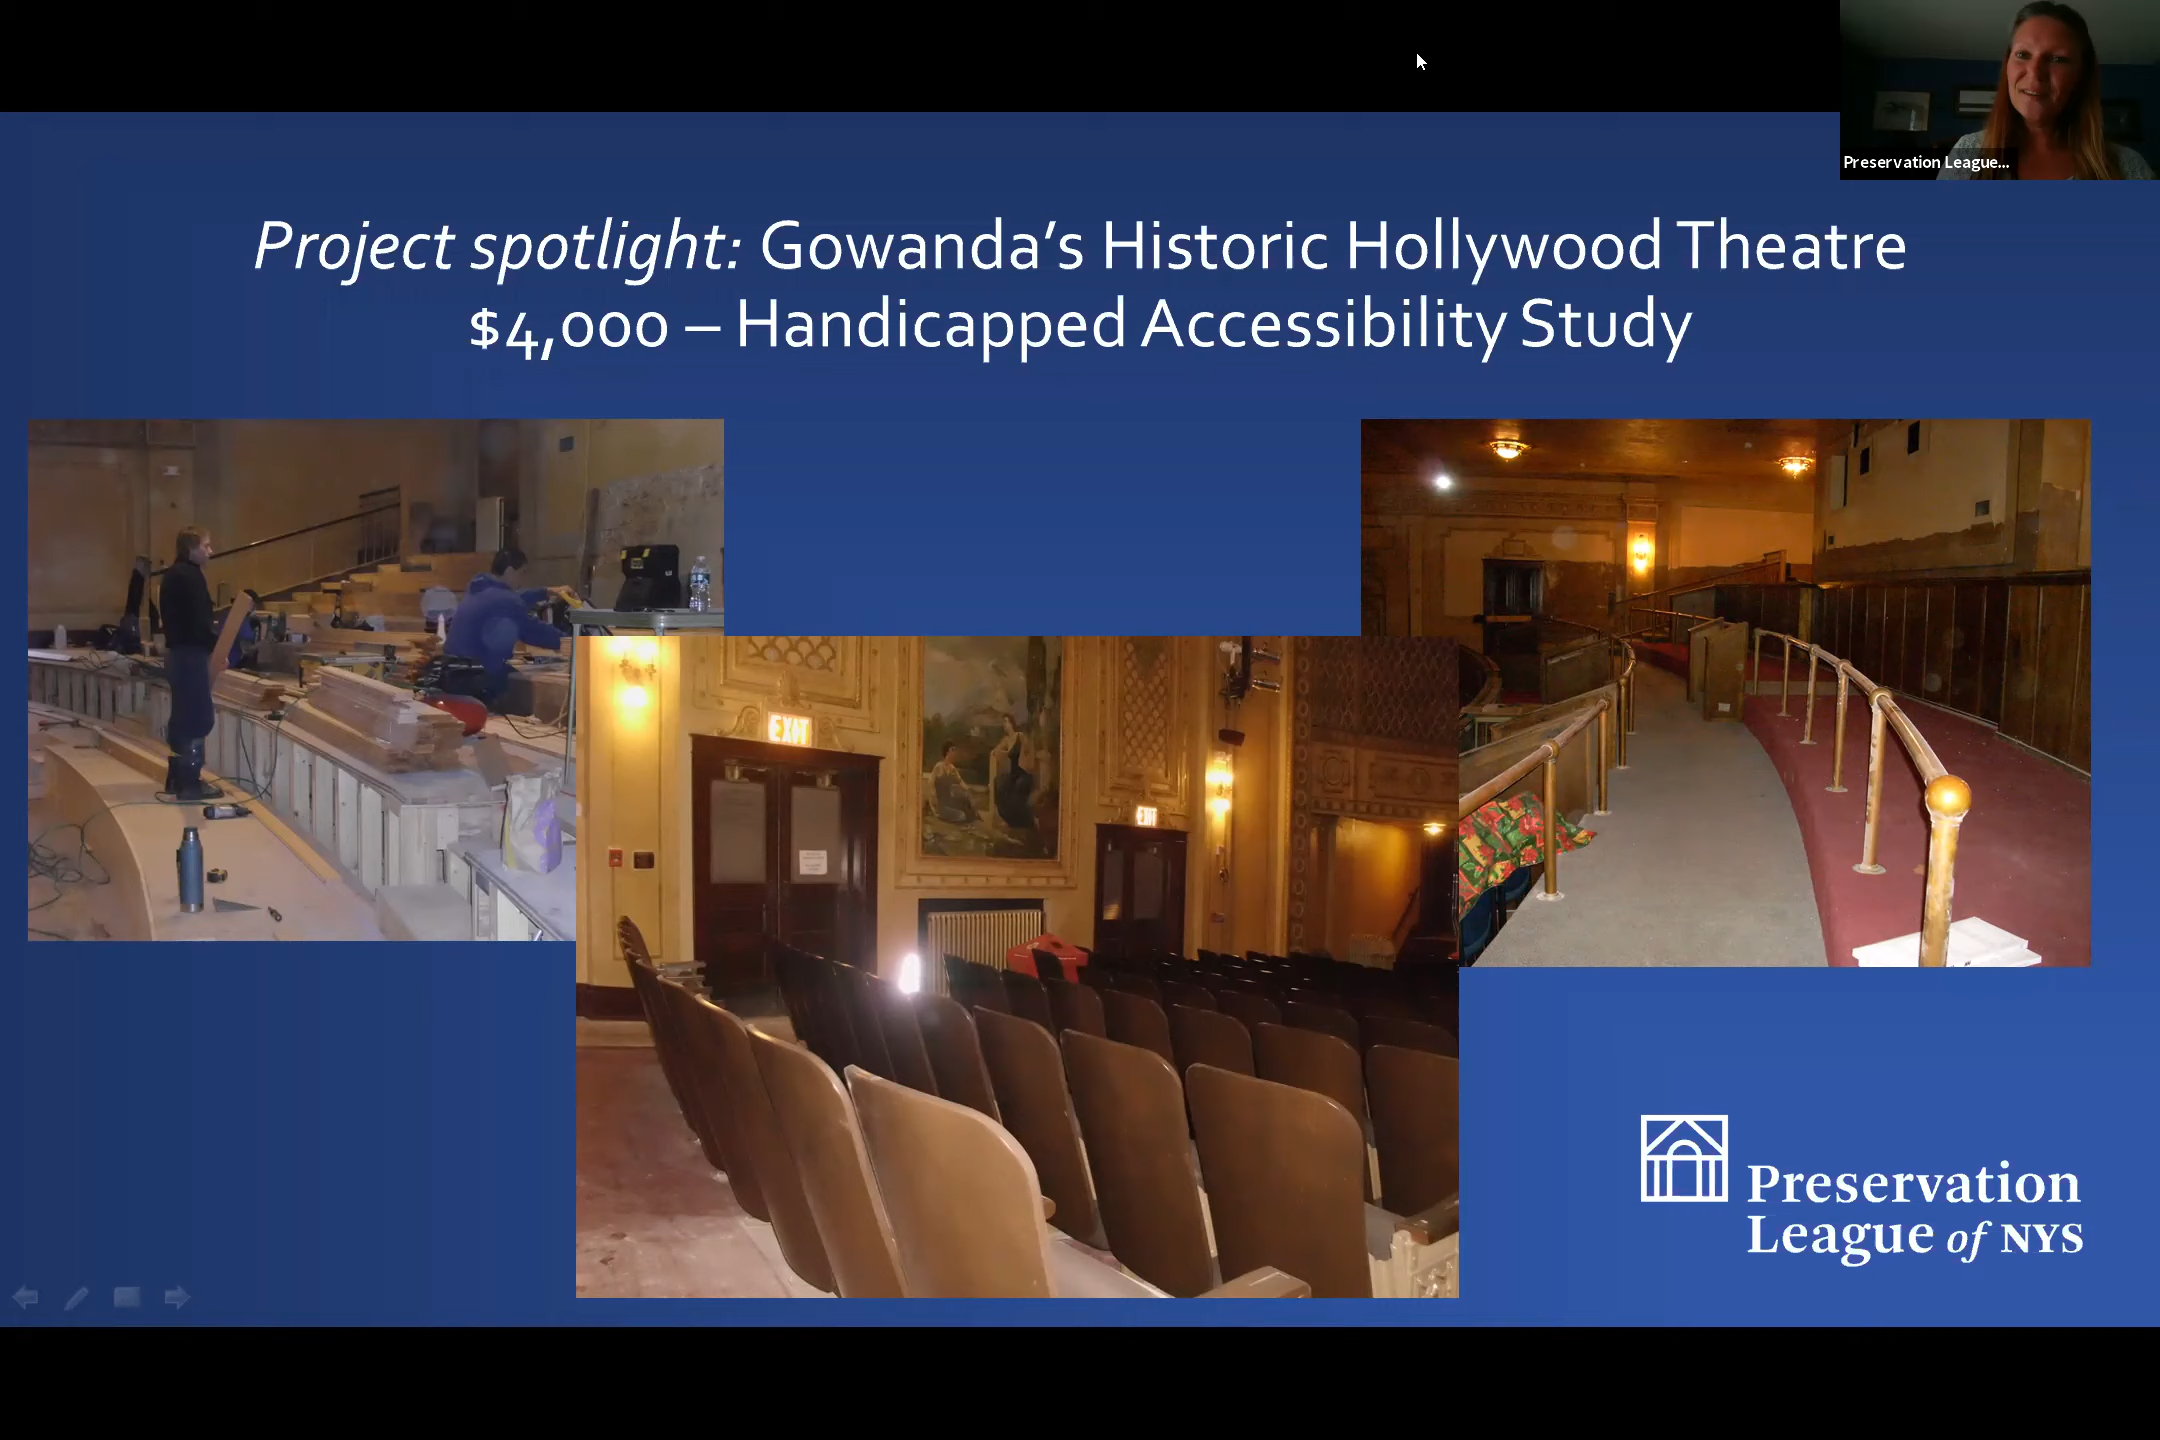 Preservation League...
Project spotlight: Gowanda's Historic Hollywood Theatre
$4,000 – Handicapped Accessibility Study
EXIT
EXIT
Preservation
League of NYS